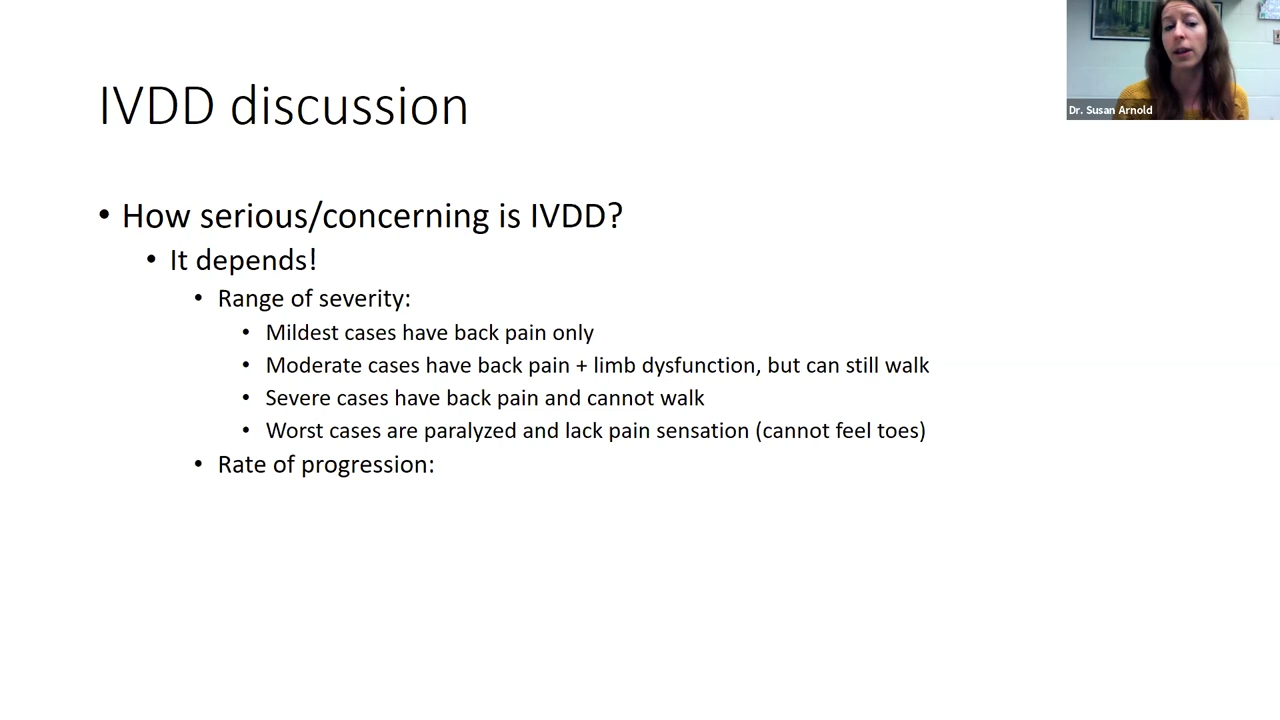 IVDD discussion
Dr. Susan Arnold
• How serious/concerning is IVDD?
• It depends!
• Range of severity:
• Mildest cases have back pain only
• Moderate cases have back pain + limb dysfunction, but can still walk
• Severe cases have back pain and cannot walk
• Worst cases are paralyzed and lack pain sensation (cannot feel toes)
• Rate of progression: